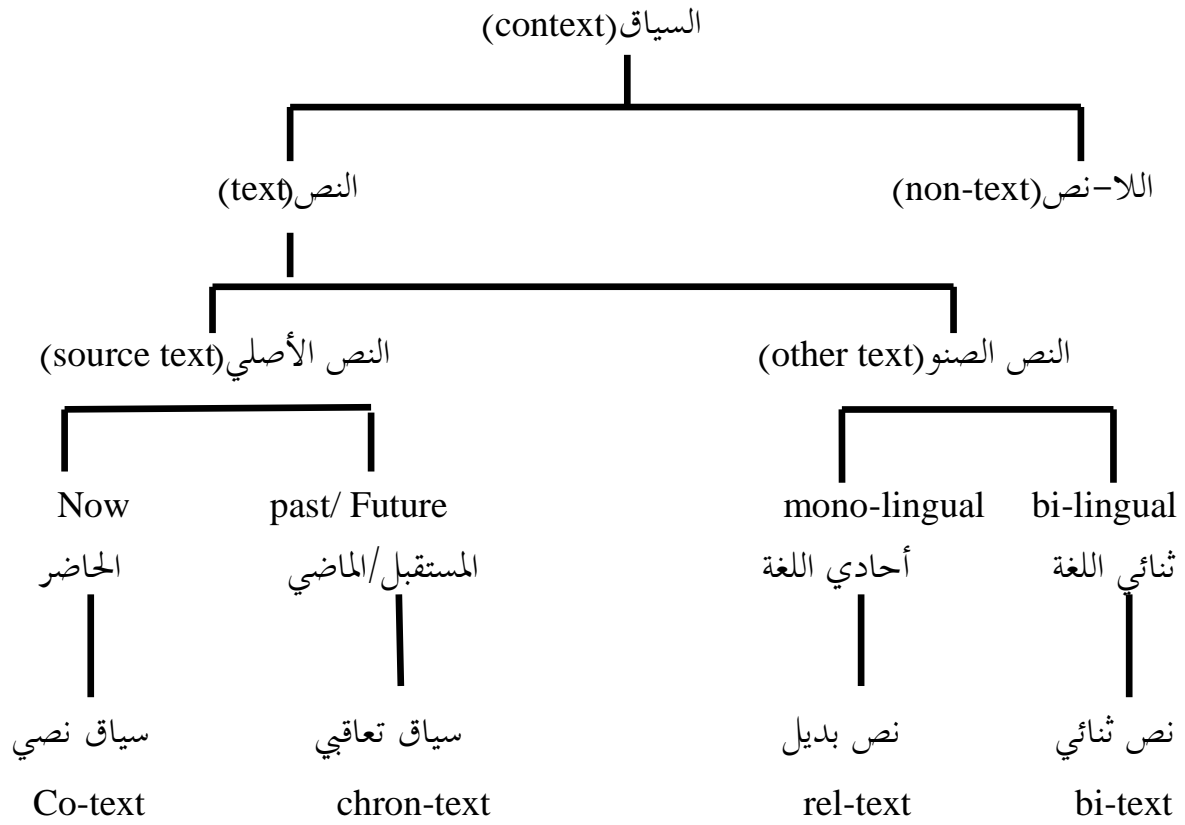 السياق(context)
النص(text)
اللا-نص(non-text)
النص الأصلي(source text)
النص الصنو(other text)
Now
past/ Future
mono-lingual
bi-lingual
الحاضر
المستقبل/الماضي
أحادي اللغة
ثنائي اللغة
سياق نصي
سياق تعاقبي
نص بديل
نص ثنائي
Co-text
chron-text
rel-text
bi-text